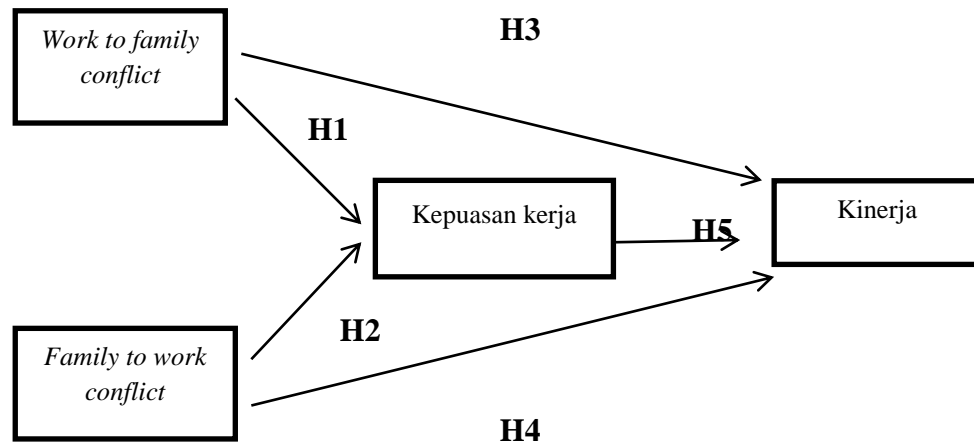 Work to family
conflict
H3
H1
Kepuasan kerja
H5
Kinerja
H2
Family to work
conflict
H4